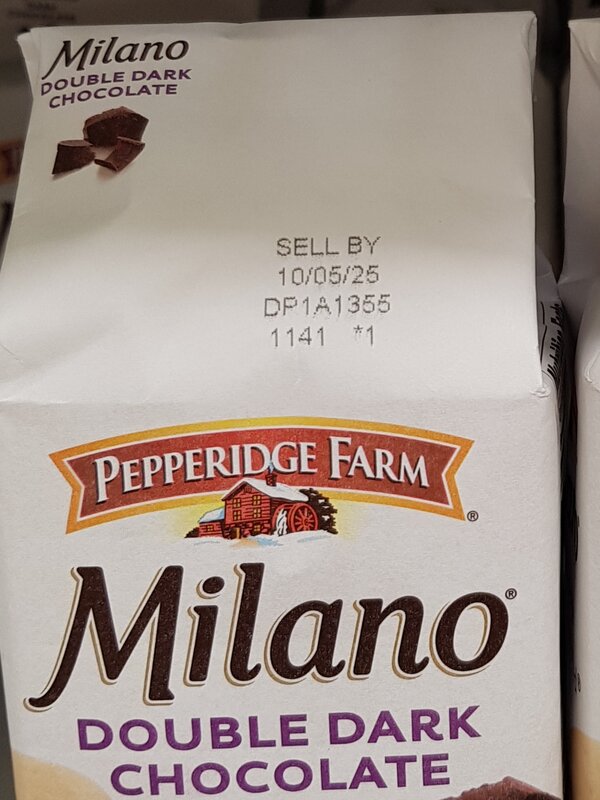 Milano
DOUBLE DARK
CHOCOLATE
SELL BY
10/05/25
DP1A1355
1141 *1
PEPPERIDGE FARM®
Milano®
DOUBLE DARK
CHOCOLATE